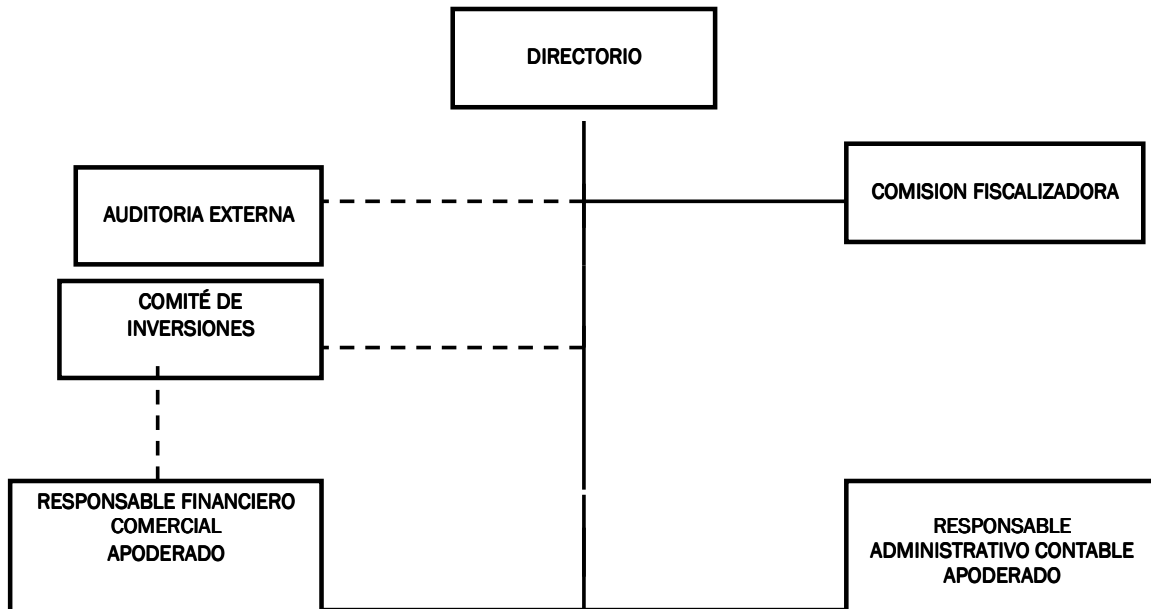 DIRECTORIO
COMISION FISCALIZADORA
AUDITORIA EXTERNA
COMITÉ DE
INVERSIONES
RESPONSABLE FINANCIERO
COMERCIAL
APODERADO
RESPONSABLE
ADMINISTRATIVO CONTABLE
APODERADO